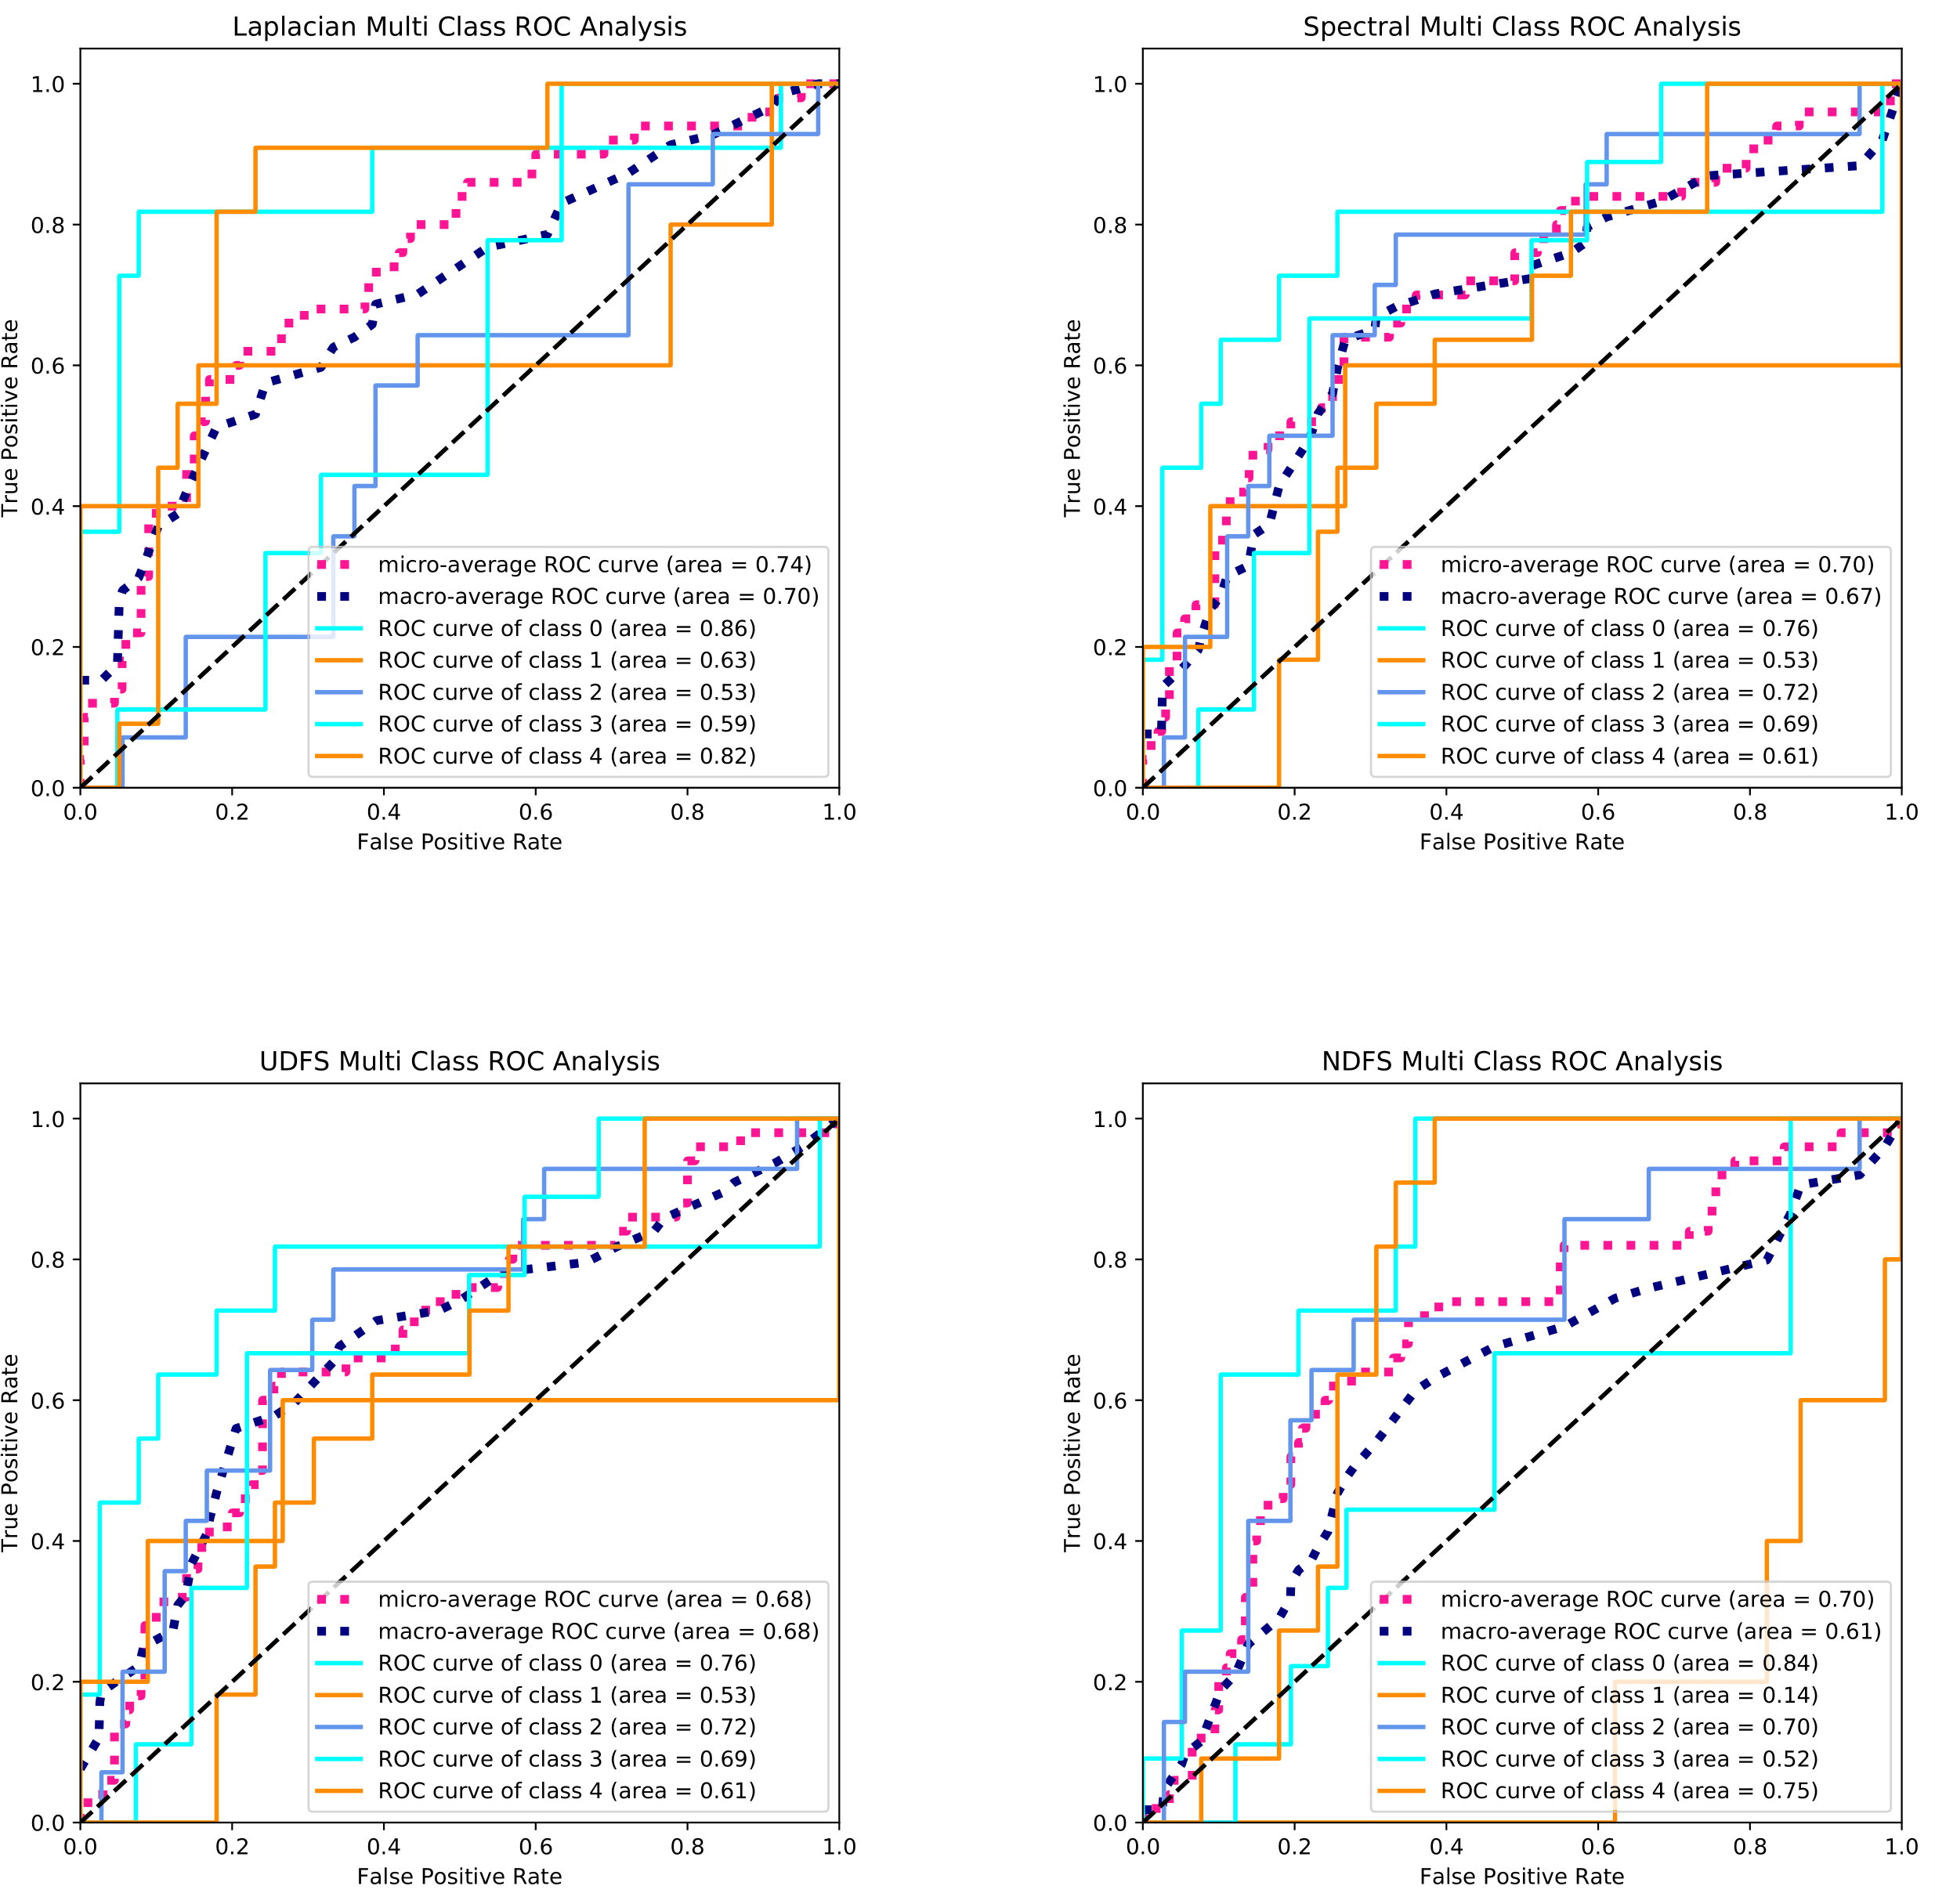 Laplacian Multi Class ROC Analysis
True Positive Rate
1.0
0.8
0.6
0.4
0.2
0.0
micro-average ROC curve (area = 0.74)
macro-average ROC curve (area = 0.70)
ROC curve of class 0 (area = 0.86)
ROC curve of class 1 (area = 0.63)
ROC curve of class 2 (area = 0.53)
ROC curve of class 3 (area = 0.59)
ROC curve of class 4 (area = 0.82)
0.0 0.2 0.4 0.6 0.8 1.0
False Positive Rate
Spectral Multi Class ROC Analysis
True Positive Rate
1.0
0.8
0.6
0.4
0.2
0.0
micro-average ROC curve (area = 0.70)
macro-average ROC curve (area = 0.67)
ROC curve of class 0 (area = 0.76)
ROC curve of class 1 (area = 0.53)
ROC curve of class 2 (area = 0.72)
ROC curve of class 3 (area = 0.69)
ROC curve of class 4 (area = 0.61)
0.0 0.2 0.4 0.6 0.8 1.0
False Positive Rate
UDFS Multi Class ROC Analysis
True Positive Rate
1.0
0.8
0.6
0.4
0.2
0.0
micro-average ROC curve (area = 0.68)
macro-average ROC curve (area = 0.68)
ROC curve of class 0 (area = 0.76)
ROC curve of class 1 (area = 0.53)
ROC curve of class 2 (area = 0.72)
ROC curve of class 3 (area = 0.69)
ROC curve of class 4 (area = 0.61)
0.0 0.2 0.4 0.6 0.8 1.0
False Positive Rate
NDFS Multi Class ROC Analysis
True Positive Rate
1.0
0.8
0.6
0.4
0.2
0.0
micro-average ROC curve (area = 0.70)
macro-average ROC curve (area = 0.61)
ROC curve of class 0 (area = 0.84)
ROC curve of class 1 (area = 0.14)
ROC curve of class 2 (area = 0.70)
ROC curve of class 3 (area = 0.52)
ROC curve of class 4 (area = 0.75)
0.0 0.2 0.4 0.6 0.8 1.0
False Positive Rate